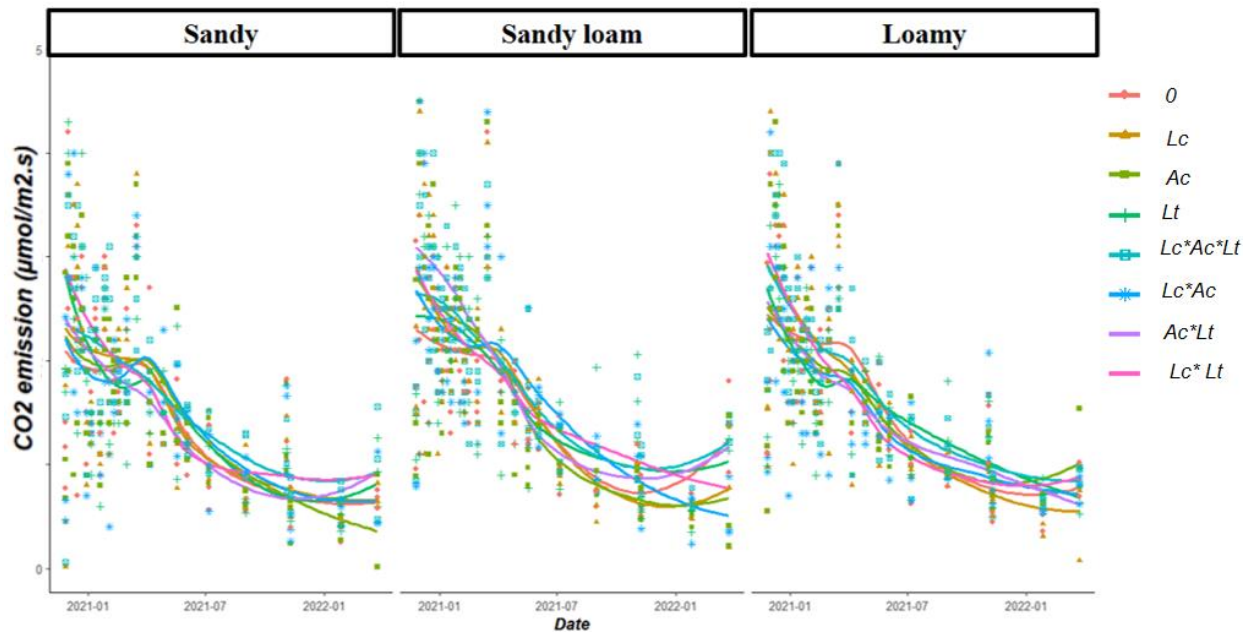 Sandy
Sandy loam
Loamy
5
0
CO2 emission (µmol/m2.s)
2021-01
2021-07
2022-01
2021-01
2021-07
2022-01
2021-01
2021-07
2022-01
Date
0
Lc
Ac
Lt
Lc*Ac*Lt
Lc*Ac
Ac*Lt
Lc* Lt